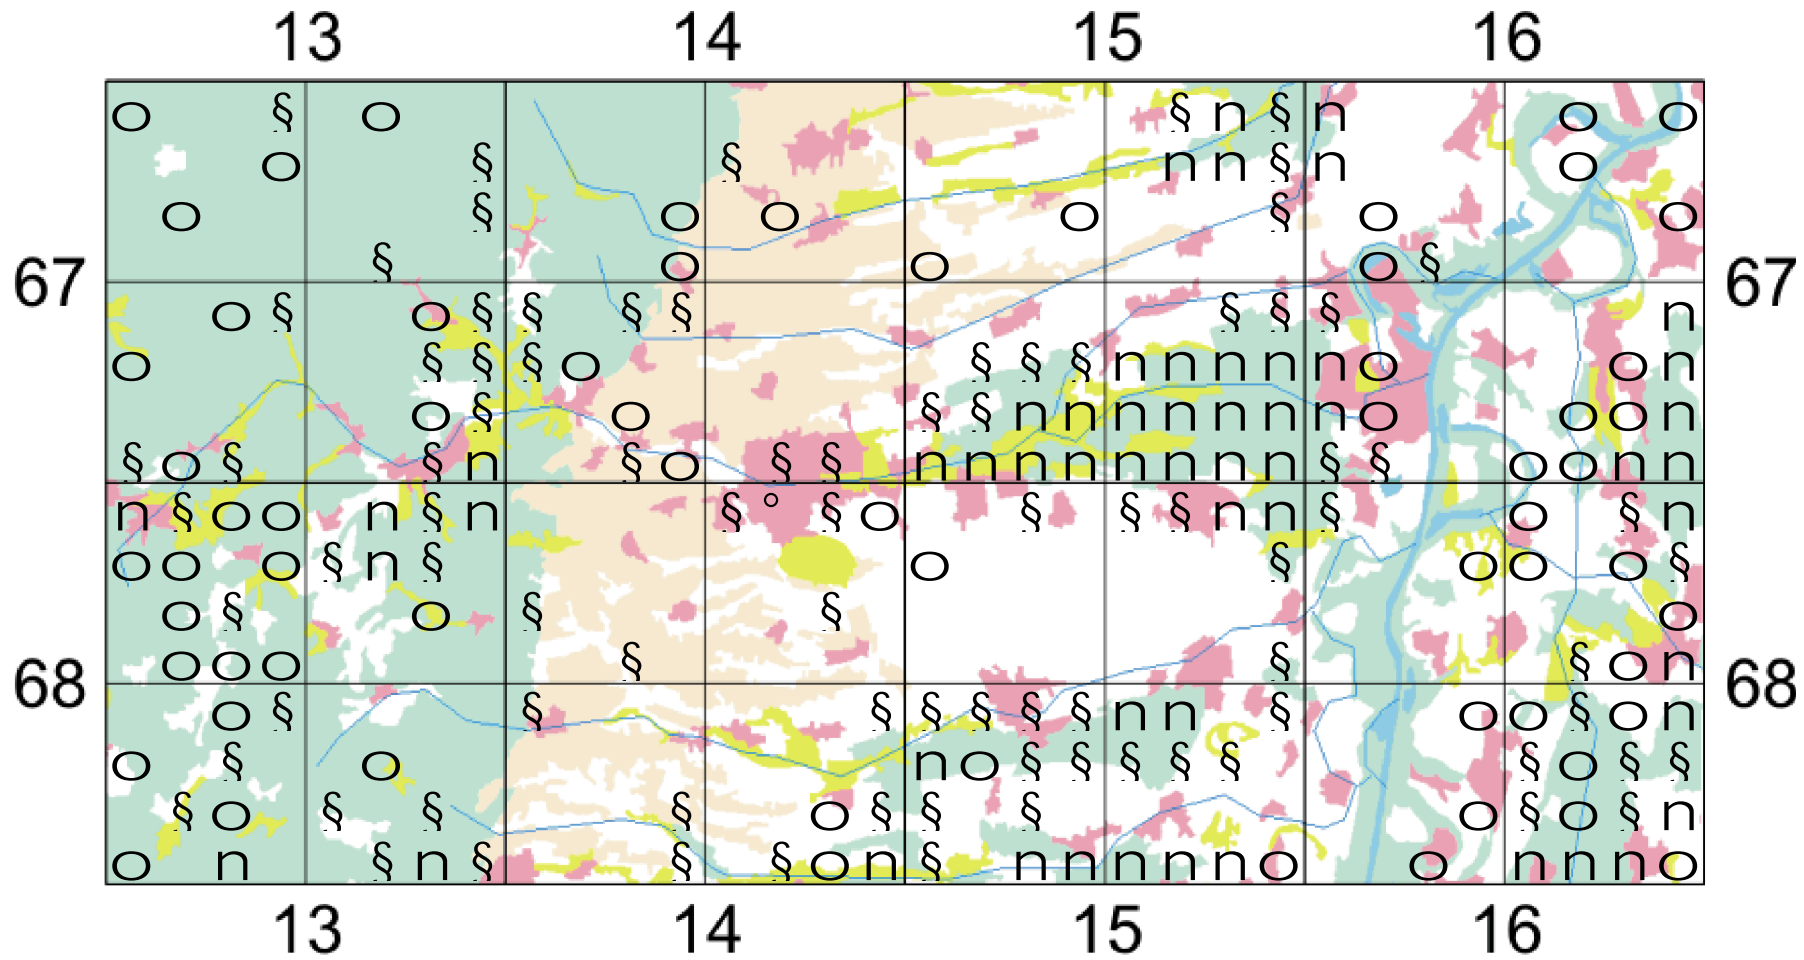 13 14 15 16
o § o § n § n o o
o § § n n § n o
o § o o o § o o
§ o o o §
67 67
o § o § § § § § § § n
o § § § o § § § n n n n n o o n
o § o § § n n n n n n n o o o n
§ o § § n § o § § n n n n n n n n § § o o n n
n § o o n § n § ° § o § § § n n § o § n
o o o § n § o § o o o §
o § o § § o
o o o § § § o n
68 68
o § § § § § § § n n § o o § o n
o § o n o § § § § § § o § §
§ o § § § o § § § o § o § n
o n § n § § § o n § n n n n n o o n n n o
13 14 15 16